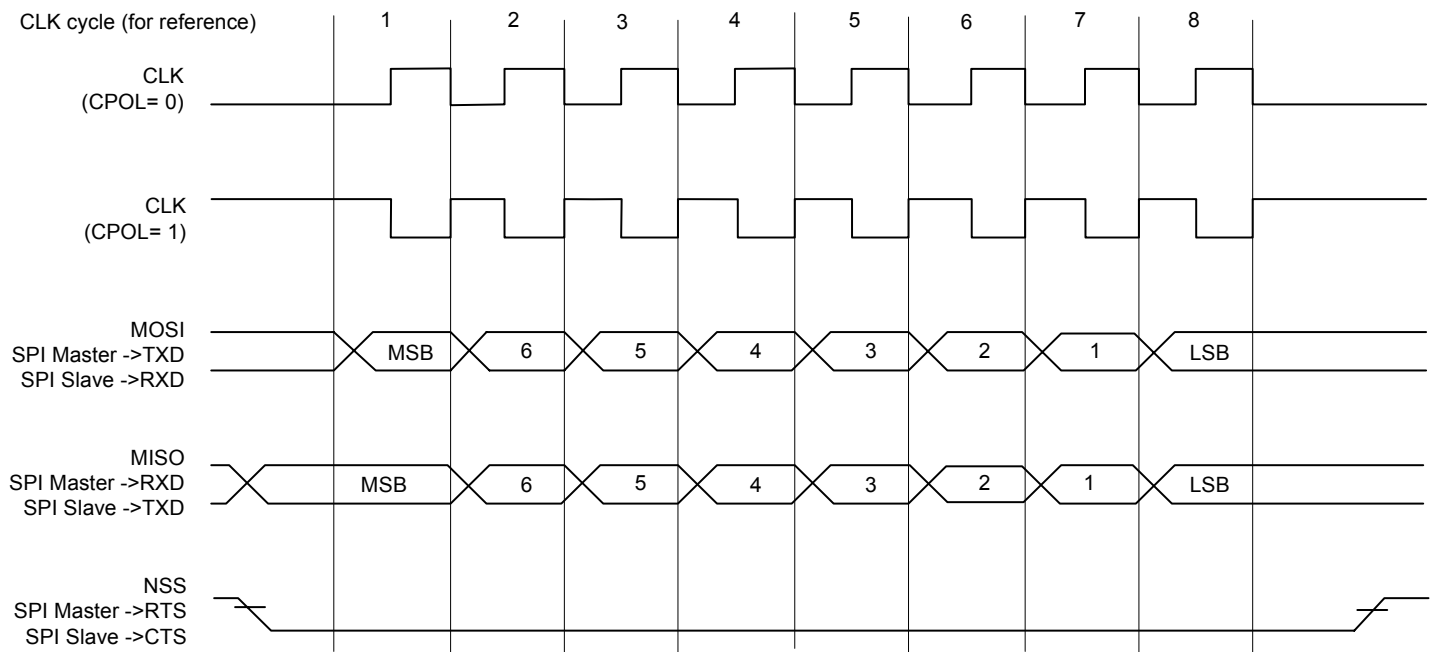 CLK cycle (for reference) 1 2 3 4 5 6 7 8
CLK
(CPOL= 0)
CLK
(CPOL= 1)
MOSI
SPI Master ->TXD
SPI Slave ->RXD
MSB 6 5 4 3 2 1 LSB
MISO
SPI Master ->RXD
SPI Slave ->TXD
MSB 6 5 4 3 2 1 LSB
NSS
SPI Master ->RTS
SPI Slave ->CTS